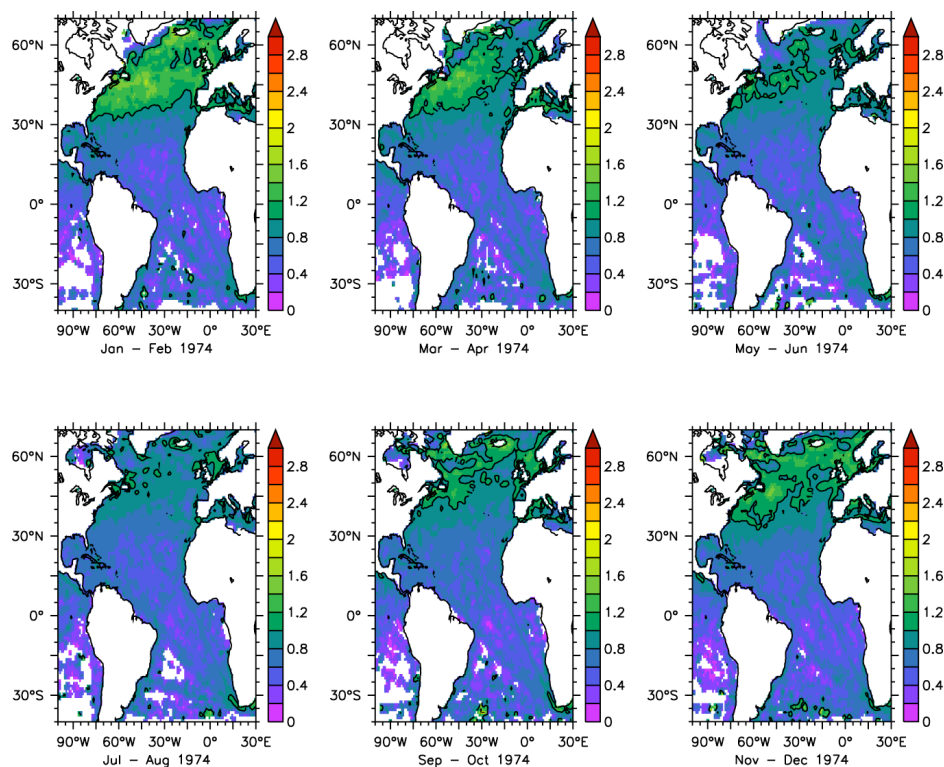 60°N
30°N
0°
30°S
90°W 60°W 30°W 0° 30°E
Jan – Feb 1974
2.8
2.4
2
1.6
1.2
0.8
0.4
0
60°N
30°N
0°
30°S
90°W 60°W 30°W 0° 30°E
Mar – Apr 1974
2.8
2.4
2
1.6
1.2
0.8
0.4
0
60°N
30°N
0°
30°S
90°W 60°W 30°W 0° 30°E
May – Jun 1974
2.8
2.4
2
1.6
1.2
0.8
0.4
0
60°N
30°N
0°
30°S
90°W 60°W 30°W 0° 30°E
Jul – Aug 1974
2.8
2.4
2
1.6
1.2
0.8
0.4
0
60°N
30°N
0°
30°S
90°W 60°W 30°W 0° 30°E
Sep – Oct 1974
2.8
2.4
2
1.6
1.2
0.8
0.4
0
60°N
30°N
0°
30°S
90°W 60°W 30°W 0° 30°E
Nov – Dec 1974
2.8
2.4
2
1.6
1.2
0.8
0.4
0